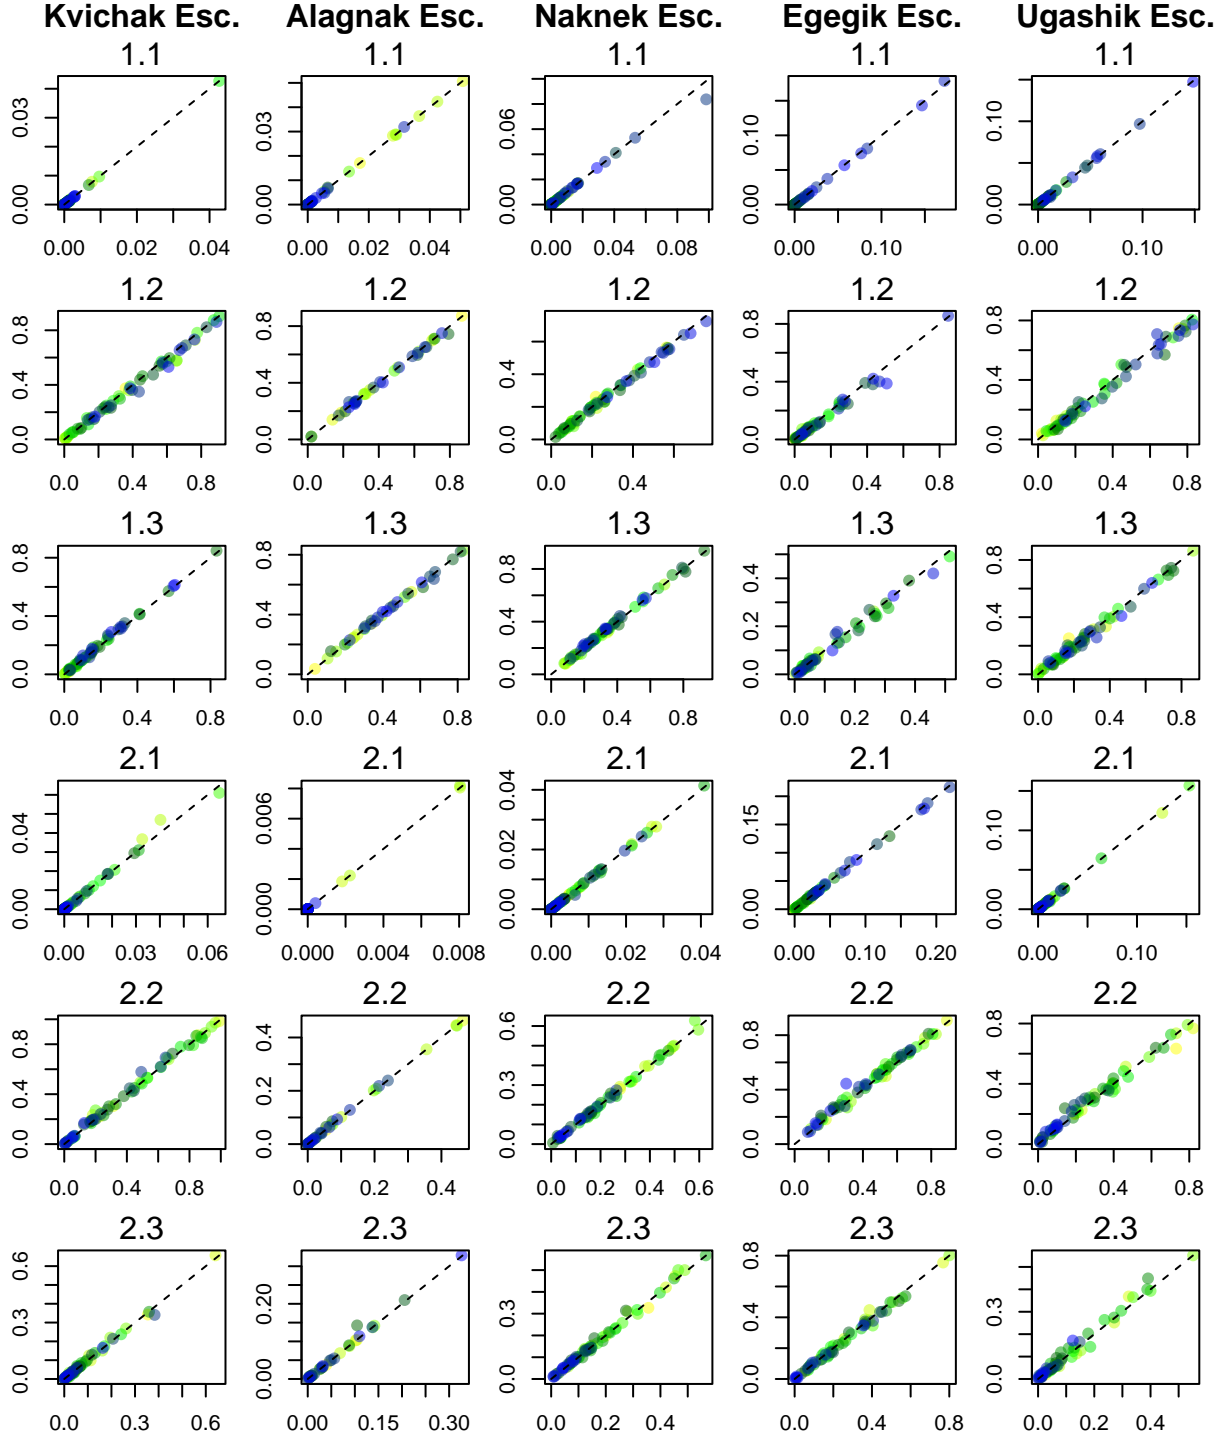 Kvichak Esc. Alagnak Esc. Naknek Esc. Egegik Esc. Ugashik Esc.
1.1 1.1 1.1 1.1 1.1
0.00 0.03 0.00 0.03 0.00 0.06 0.00 0.10 0.00 0.10
0.00 0.02 0.04 0.00 0.02 0.04 0.00 0.04 0.08 0.00 0.10 0.00 0.10
1.2 1.2 1.2 1.2 1.2
0.0 0.4 0.8 0.0 0.4 0.8 0.0 0.4 0.0 0.4 0.8 0.0 0.4 0.8
0.0 0.4 0.8 0.0 0.4 0.8 0.0 0.4 0.0 0.4 0.8 0.0 0.4 0.8
1.3 1.3 1.3 1.3 1.3
0.0 0.4 0.8 0.0 0.4 0.8 0.0 0.4 0.8 0.0 0.2 0.4 0.0 0.4 0.8
0.0 0.4 0.8 0.0 0.4 0.8 0.0 0.4 0.8 0.0 0.2 0.4 0.0 0.4 0.8
2.1 2.1 2.1 2.1 2.1
0.00 0.04 0.000 0.006 0.00 0.02 0.04 0.00 0.15 0.00 0.10
0.00 0.03 0.06 0.000 0.004 0.008 0.00 0.02 0.04 0.00 0.10 0.20 0.00 0.10
2.2 2.2 2.2 2.2 2.2
0.0 0.4 0.8 0.0 0.2 0.4 0.0 0.3 0.6 0.0 0.4 0.8 0.0 0.4 0.8
0.0 0.4 0.8 0.0 0.2 0.4 0.0 0.2 0.4 0.6 0.0 0.4 0.8 0.0 0.4 0.8
2.3 2.3 2.3 2.3 2.3
0.0 0.3 0.6 0.00 0.20 0.0 0.3 0.0 0.4 0.8 0.0 0.3
0.0 0.3 0.6 0.00 0.15 0.30 0.0 0.2 0.4 0.0 0.4 0.8 0.0 0.2 0.4